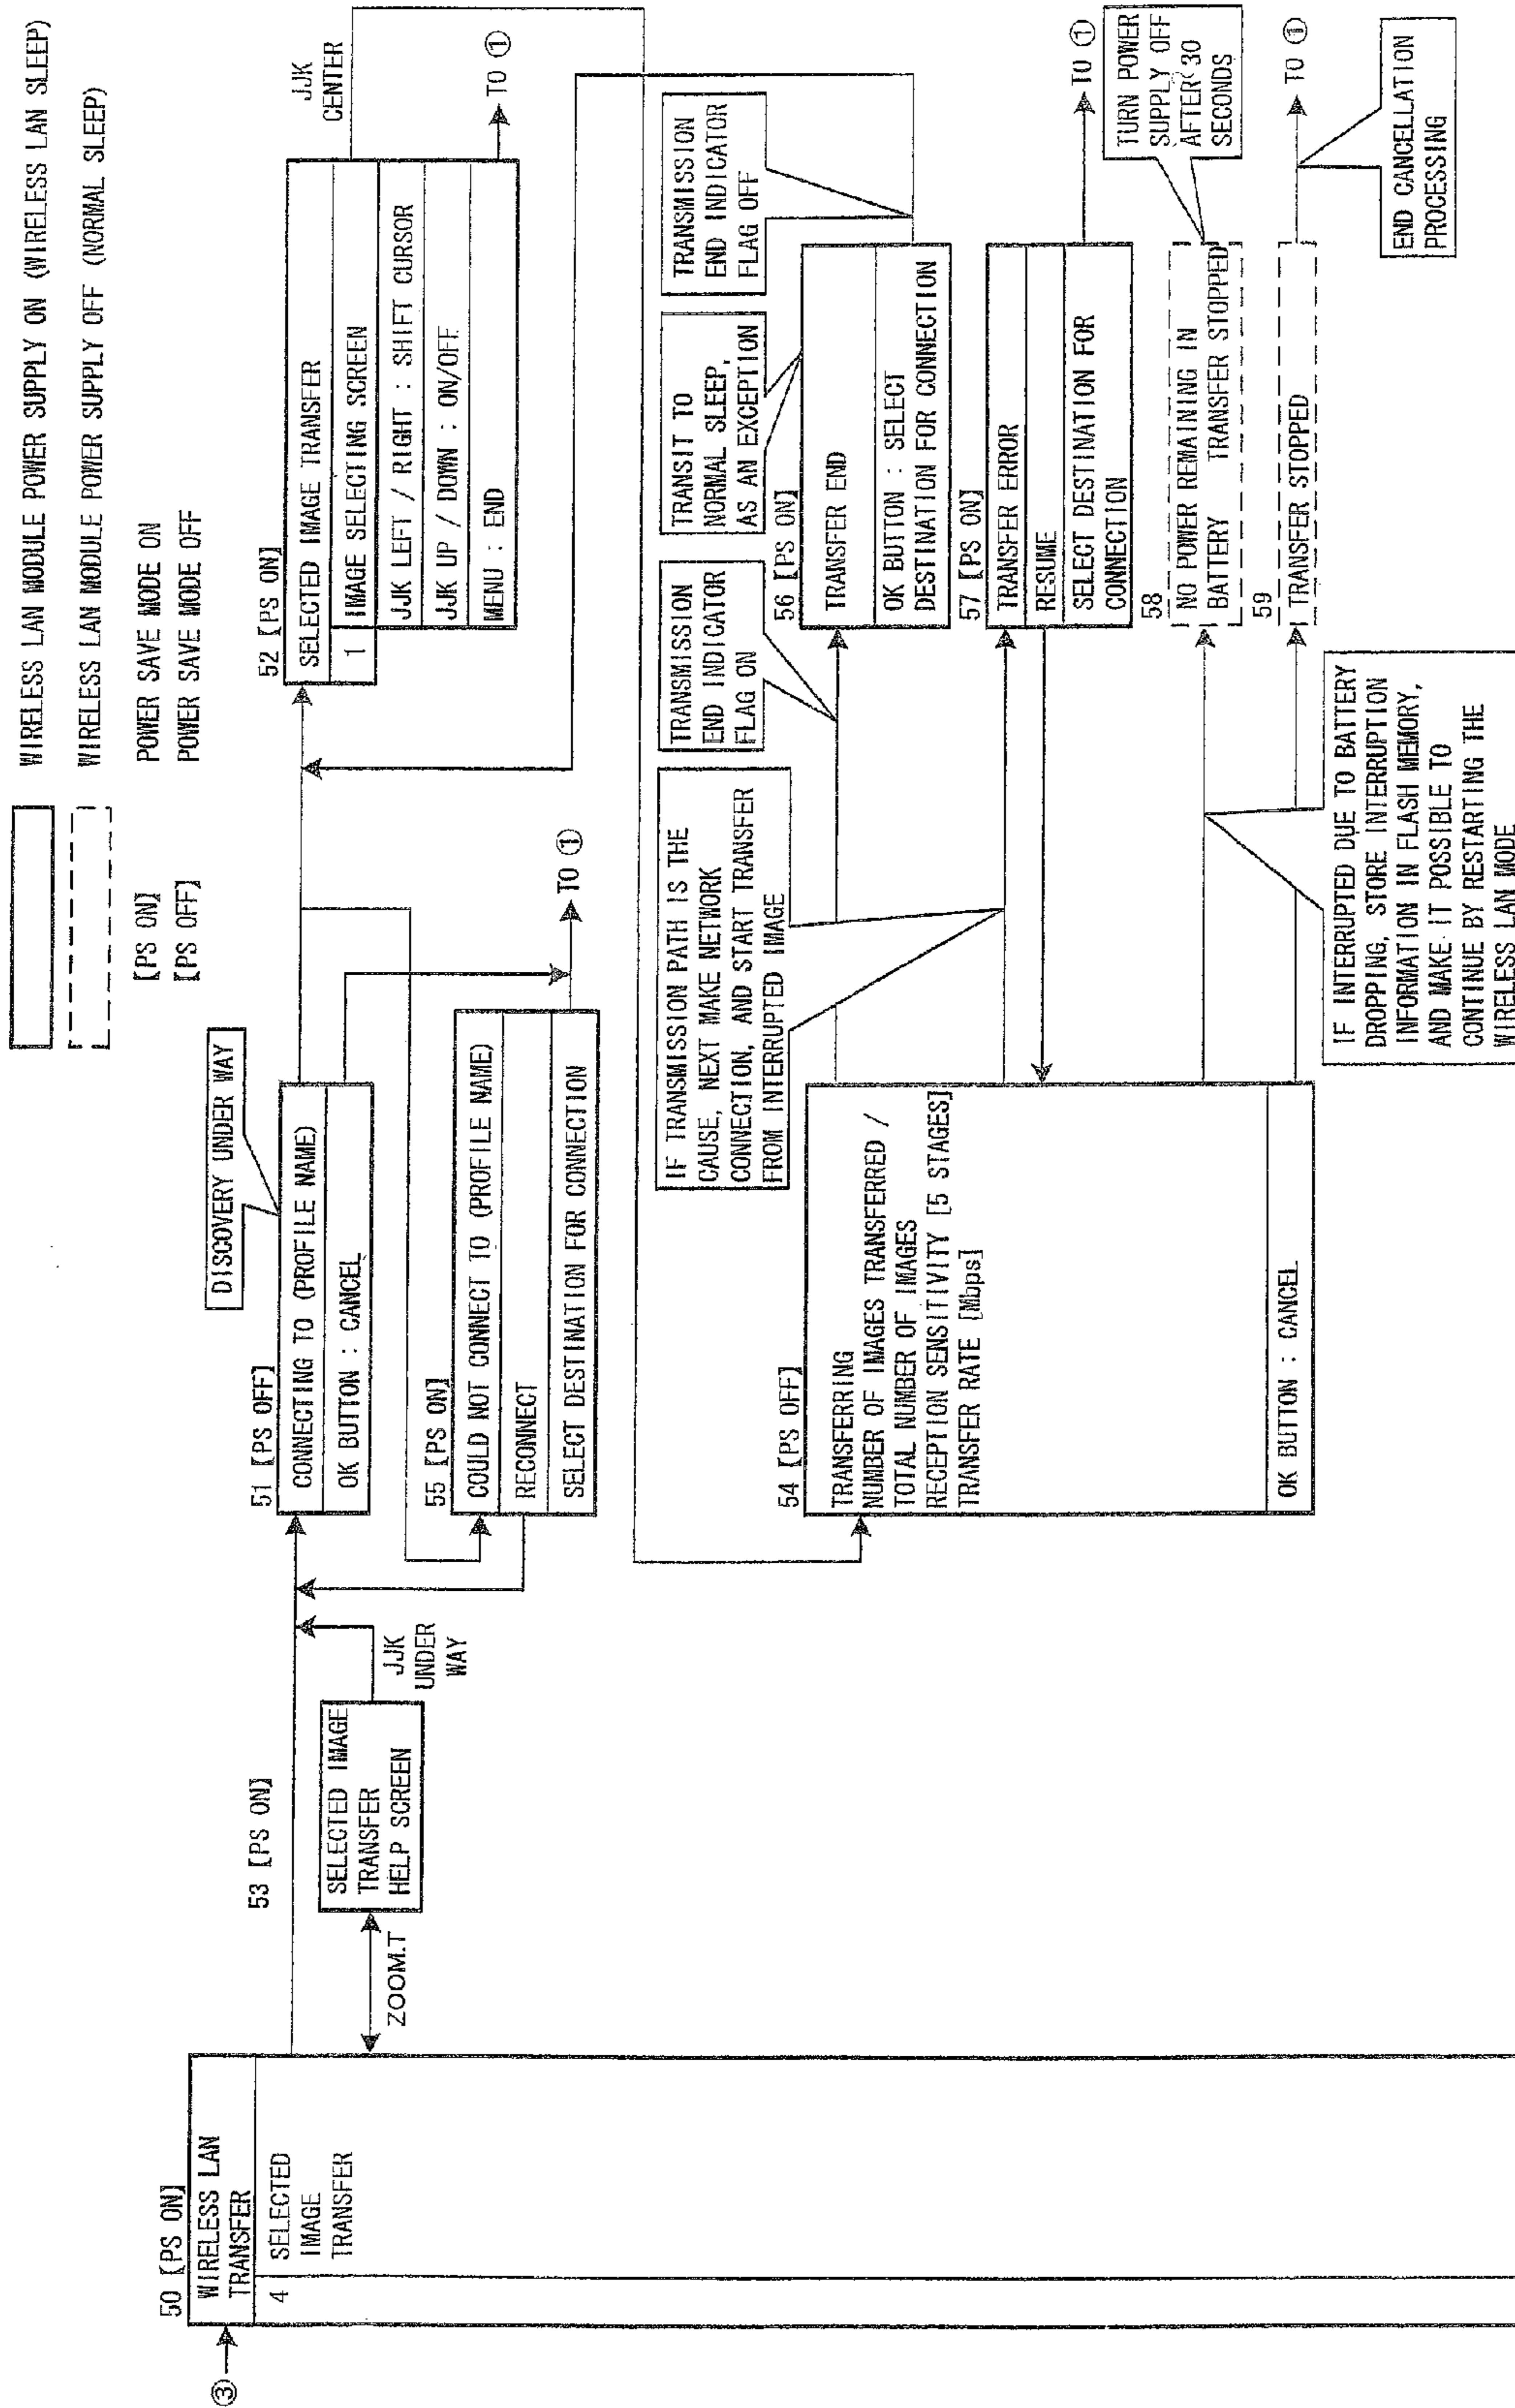 WIRELESS LAN MODULE POWER SUPPLY ON (WIRELESS LAN SLEEP)
WIRELESS LAN MODULE POWER SUPPLY OFF (NORMAL SLEEP)
[PS ON] POWER SAVE MODE ON
[PS OFF] POWER SAVE MODE OFF
③
50 [PS ON]
WIRELESS LAN
TRANSFER
4 SELECTED
IMAGE
TRANSFER
ZOOM.T
53 [PS ON]
SELECTED IMAGE
TRANSFER
HELP SCREEN
JJK
UNDER
WAY
DISCOVERY UNDER WAY
51 [PS OFF]
CONNECTING TO (PROFILE NAME)
OK BUTTON : CANCEL
55 [PS ON]
COULD NOT CONNECT TO (PROFILE NAME)
RECONNECT
SELECT DESTINATION FOR CONNECTION
TO ①
52 [PS ON]
SELECTED IMAGE TRANSFER
1 IMAGE SELECTING SCREEN
JJK LEFT / RIGHT : SHIFT CURSOR
JJK UP / DOWN : ON/OFF
MENU : END
JJK
CENTER
TO ①
54 [PS OFF]
TRANSFERRING
NUMBER OF IMAGES TRANSFERRED /
TOTAL NUMBER OF IMAGES
RECEPTION SENSITIVITY [5 STAGES]
TRANSFER RATE [Mbps]
OK BUTTON : CANCEL
IF TRANSMISSION PATH IS THE
CAUSE, NEXT MAKE NETWORK
CONNECTION, AND START TRANSFER
FROM INTERRUPTED IMAGE
TRANSMISSION
END INDICATOR
FLAG ON
TRANSIT TO
NORMAL SLEEP,
AS AN EXCEPTION
TRANSMISSION
END INDICATOR
FLAG OFF
56 [PS ON]
TRANSFER END
OK BUTTON : SELECT
DESTINATION FOR CONNECTION
57 [PS ON]
TRANSFER ERROR
RESUME
SELECT DESTINATION FOR
CONNECTION
TO ①
58
NO POWER REMAINING IN
BATTERY TRANSFER STOPPED
TURN POWER
SUPPLY OFF
AFTER 30
SECONDS
59
TRANSFER STOPPED
TO ①
END CANCELLATION
PROCESSING
IF INTERRUPTED DUE TO BATTERY
DROPPING, STORE INTERRUPTION
INFORMATION IN FLASH MEMORY,
AND MAKE IT POSSIBLE TO
CONTINUE BY RESTARTING THE
WIRELESS LAN MODE